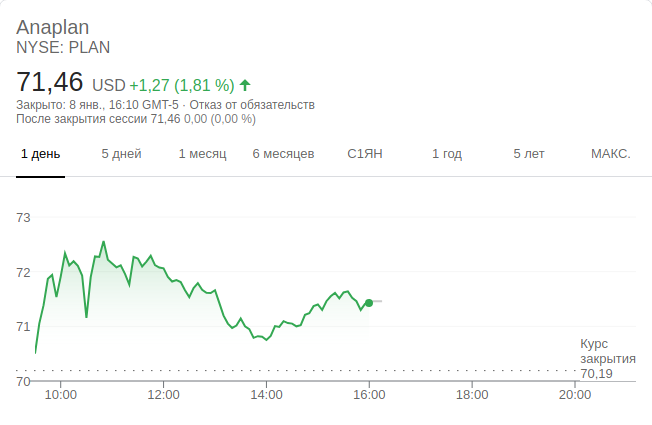 Anaplan
NYSE: PLAN
71,46 USD +1,27 (1,81 %)
Закрыто: 8 янв., 16:10 GMT-5 · Отказ от обязательств
После закрытия сессии 71,46 0,00 (0,00 %)
1 день 5 дней 1 месяц 6 месяцев С1ЯН 1 год 5 лет МАКС.
73
72
71
Курс
закрытия
70,19
70
10:00 12:00 14:00 16:00 18:00 20:00